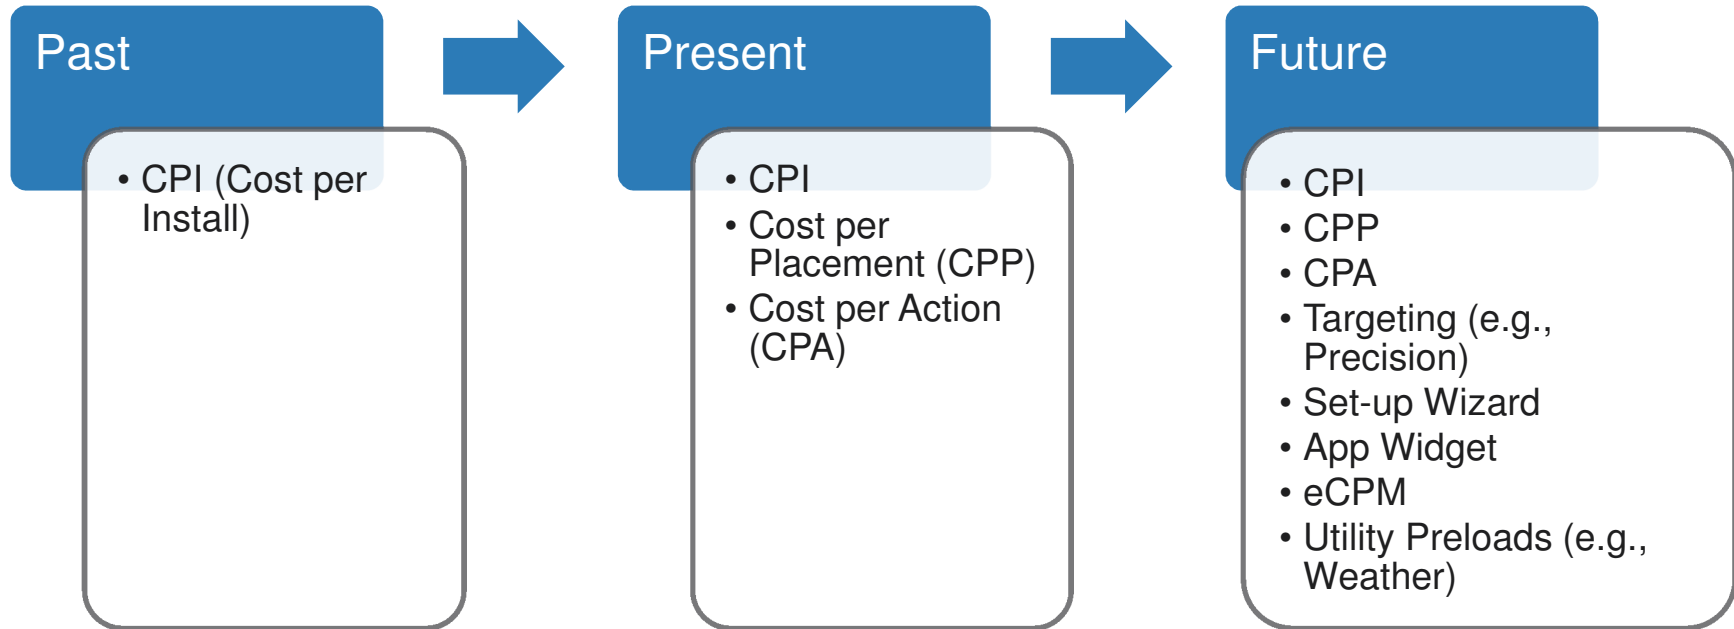 Past
• CPI (Cost per
Install)
Present
• CPI
• Cost per
Placement (CPP)
• Cost per Action
(CPA)
Future
• CPI
• CPP
• CPA
• Targeting (e.g.,
Precision)
• Set-up Wizard
• App Widget
• eCPM
• Utility Preloads (e.g.,
Weather)